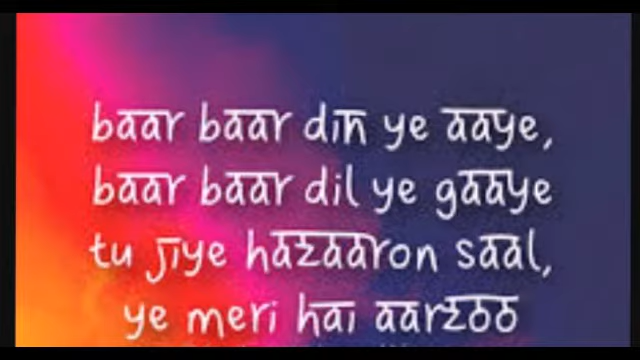 baar baar din ye aaye,
baar baar dil ye gaaye
tu jiye hazaaron saal,
ye meri hai aarzoo